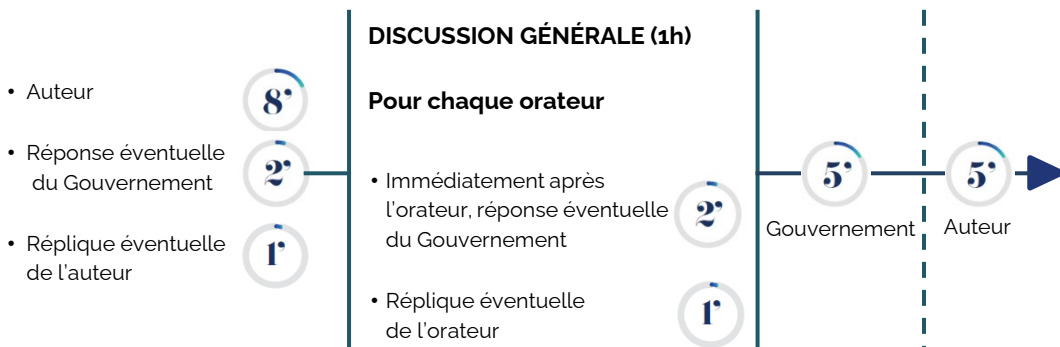 • Auteur
8’
• Réponse éventuelle
du Gouvernement
2’
• Réplique éventuelle
de l’auteur
1’
DISCUSSION GÉNÉRALE (1h)
Pour chaque orateur
• Immédiatement après
l’orateur, réponse éventuelle
du Gouvernement
2’
• Réplique éventuelle
de l’orateur
1’
5’
Gouvernement
5’
Auteur